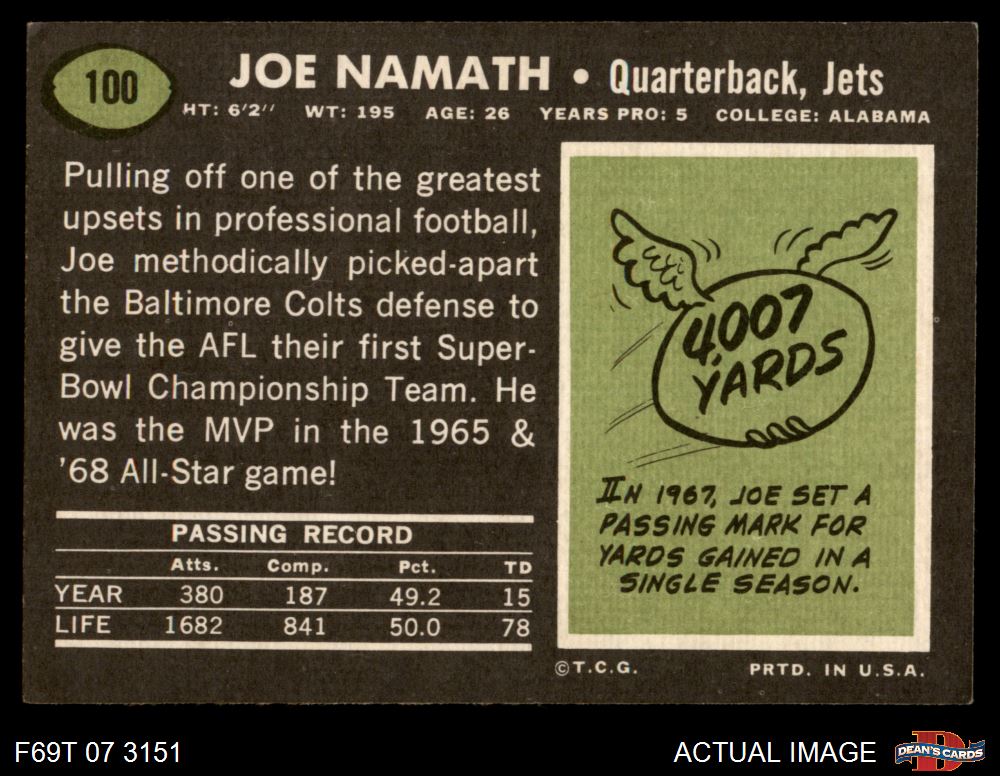 100
JOE NAMATH • Quarterback, Jets
HT: 6'2'' WT: 195 AGE: 26 YEARS PRO: 5 COLLEGE: ALABAMA
Pulling off one of the greatest
upsets in professional football,
Joe methodically picked-apart
the Baltimore Colts defense to
give the AFL their first Super-
Bowl Championship Team. He
was the MVP in the 1965 &
'68 All-Star game!
PASSING RECORD
Atts. Comp. Pct. TD
YEAR 380 187 49.2 15
LIFE 1682 841 50.0 78
4,007
YARDS
IN 1967, JOE SET A
PASSING MARK FOR
YARDS GAINED IN A
SINGLE SEASON.
©T.C.G. PRTD. IN U.S.A.
F69T 07 3151
ACTUAL IMAGE
DEAN'S CARDS